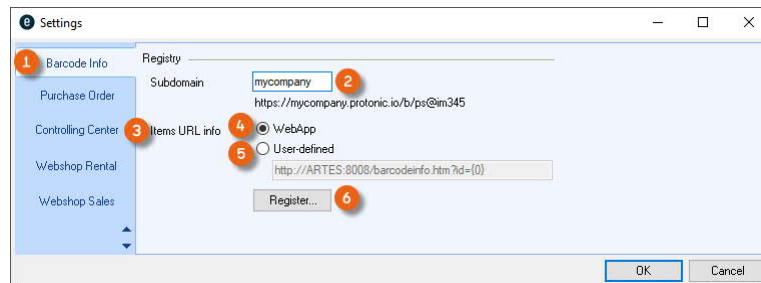 e Settings
1 Barcode Info
Purchase Order
Controlling Center
Webshop Rental
Webshop Sales
Registry
Subdomain mycompany 2
https://mycompany.protonic.io/b/ps@im345
3 Items URL info 4 WebApp
5 User-defined
http://ARTES:8008/barcodeinfo.htm?id={0}
Register... 6
OK Cancel